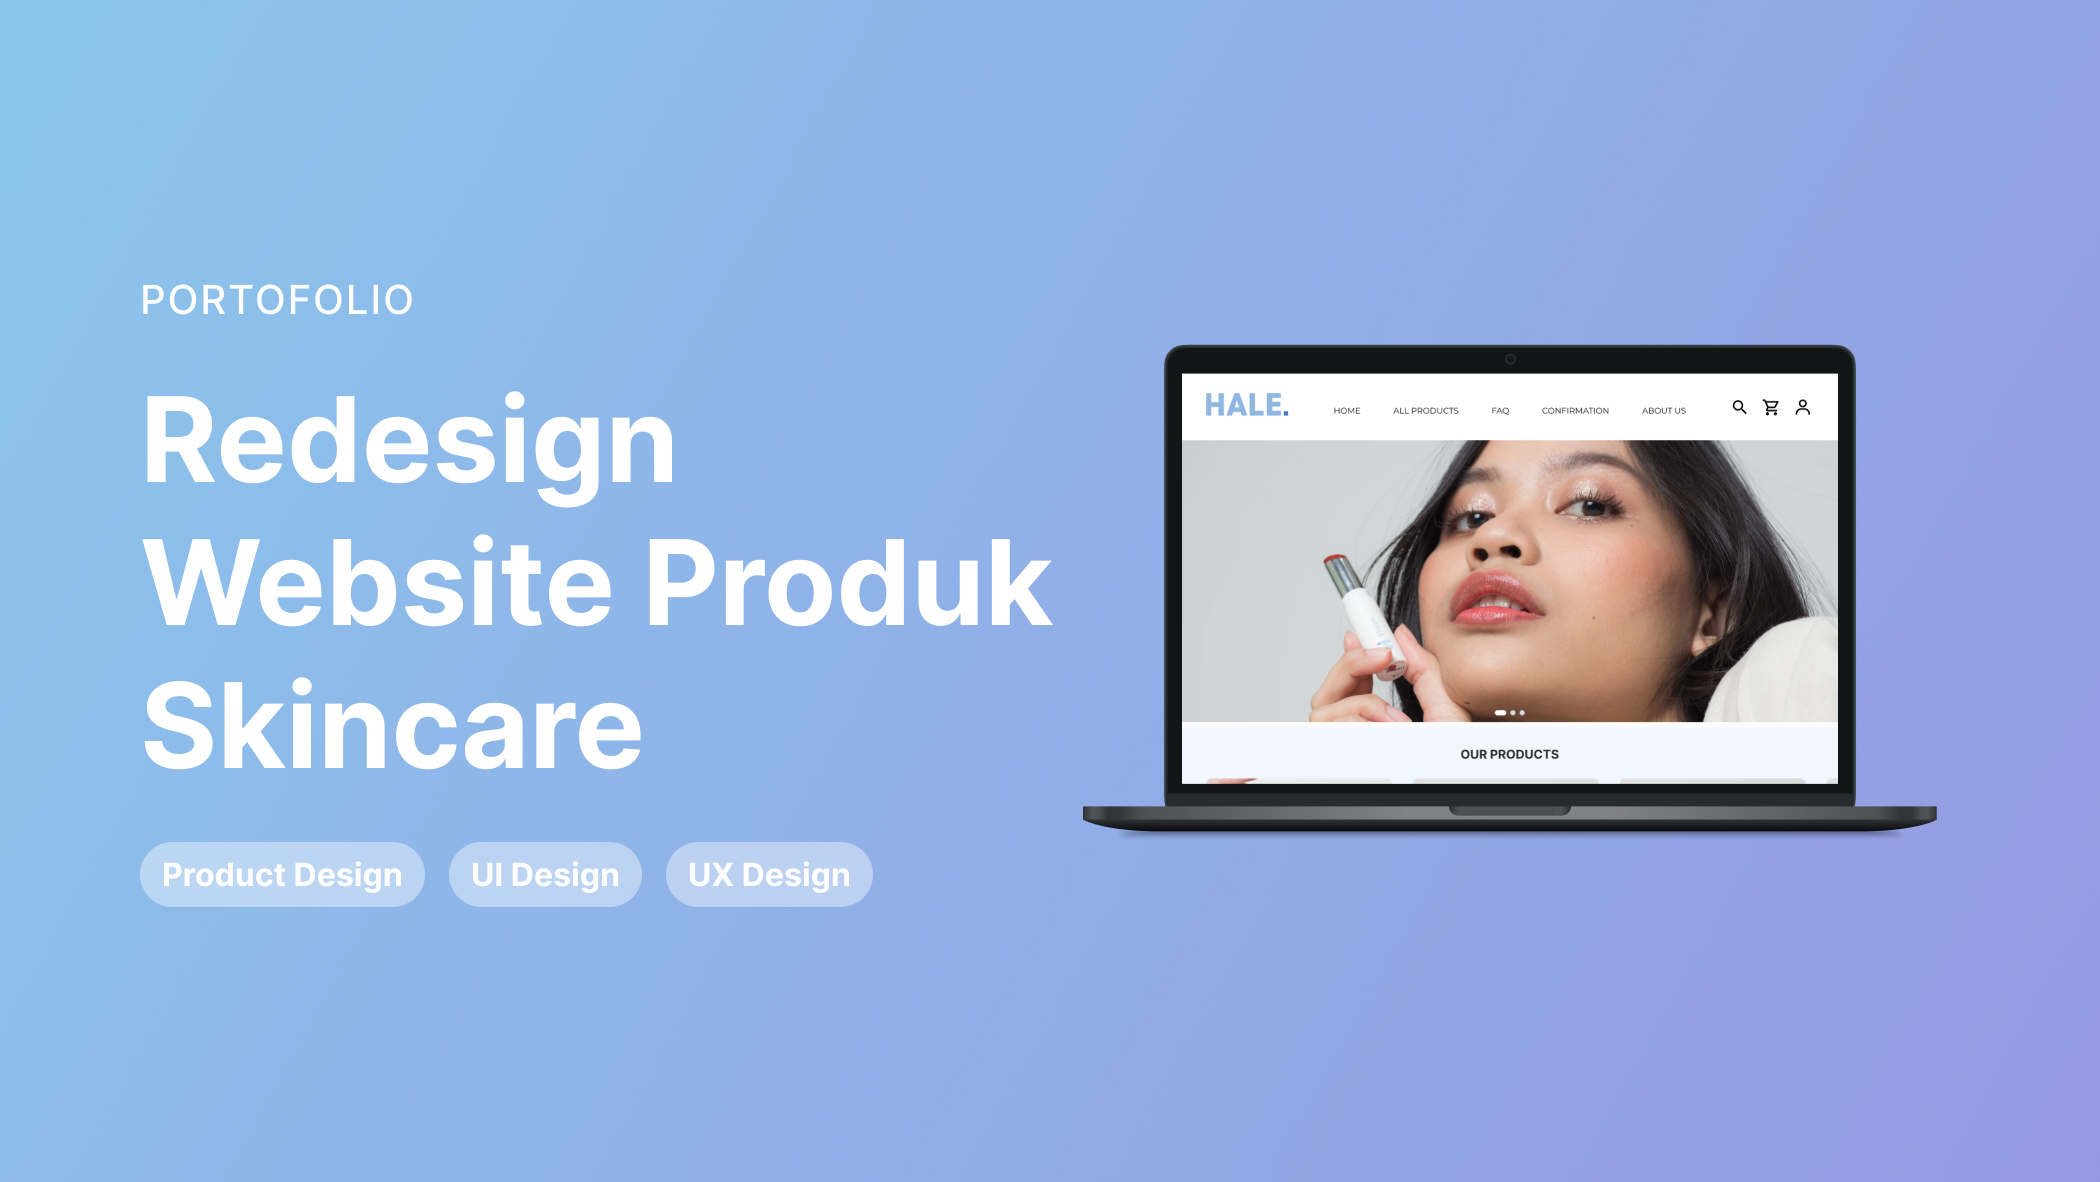 PORTOFOLIO
Redesign
Website Produk
Skincare
Product Design
UI Design
UX Design
HALE.
HOME
ALL PRODUCTS
FAQ
CONFIRMATION
ABOUT US
OUR PRODUCTS